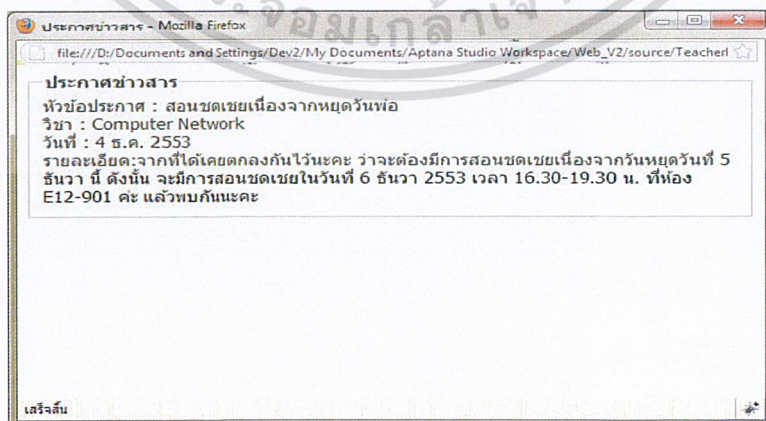 จอมเกล้าเจ้า
ประกาศข่าวสาร - Mozilla Firefox
file:///D:/Documents and Settings/Dev2/My Documents/Aptana Studio Workspace/Web_V2/source/Teacherl
ประกาศข่าวสาร
หัวข้อประกาศ : สอนชดเชยเนื่องจากหยุดวันพ่อ
วิชา : Computer Network
วันที่ : 4 ธ.ค. 2553
รายละเอียด:จากที่ได้เคยตกลงกันไว้นะคะ ว่าจะต้องมีการสอนชดเชยเนื่องจากวันหยุดวันที่ 5
ธันวา นี้ ดังนั้น จะมีการสอนชดเชยในวันที่ 6 ธันวา 2553 เวลา 16.30-19.30 น. ที่ห้อง
E12-901 ค่ะ แล้วพบกันนะคะ
เสร็จสิ้น